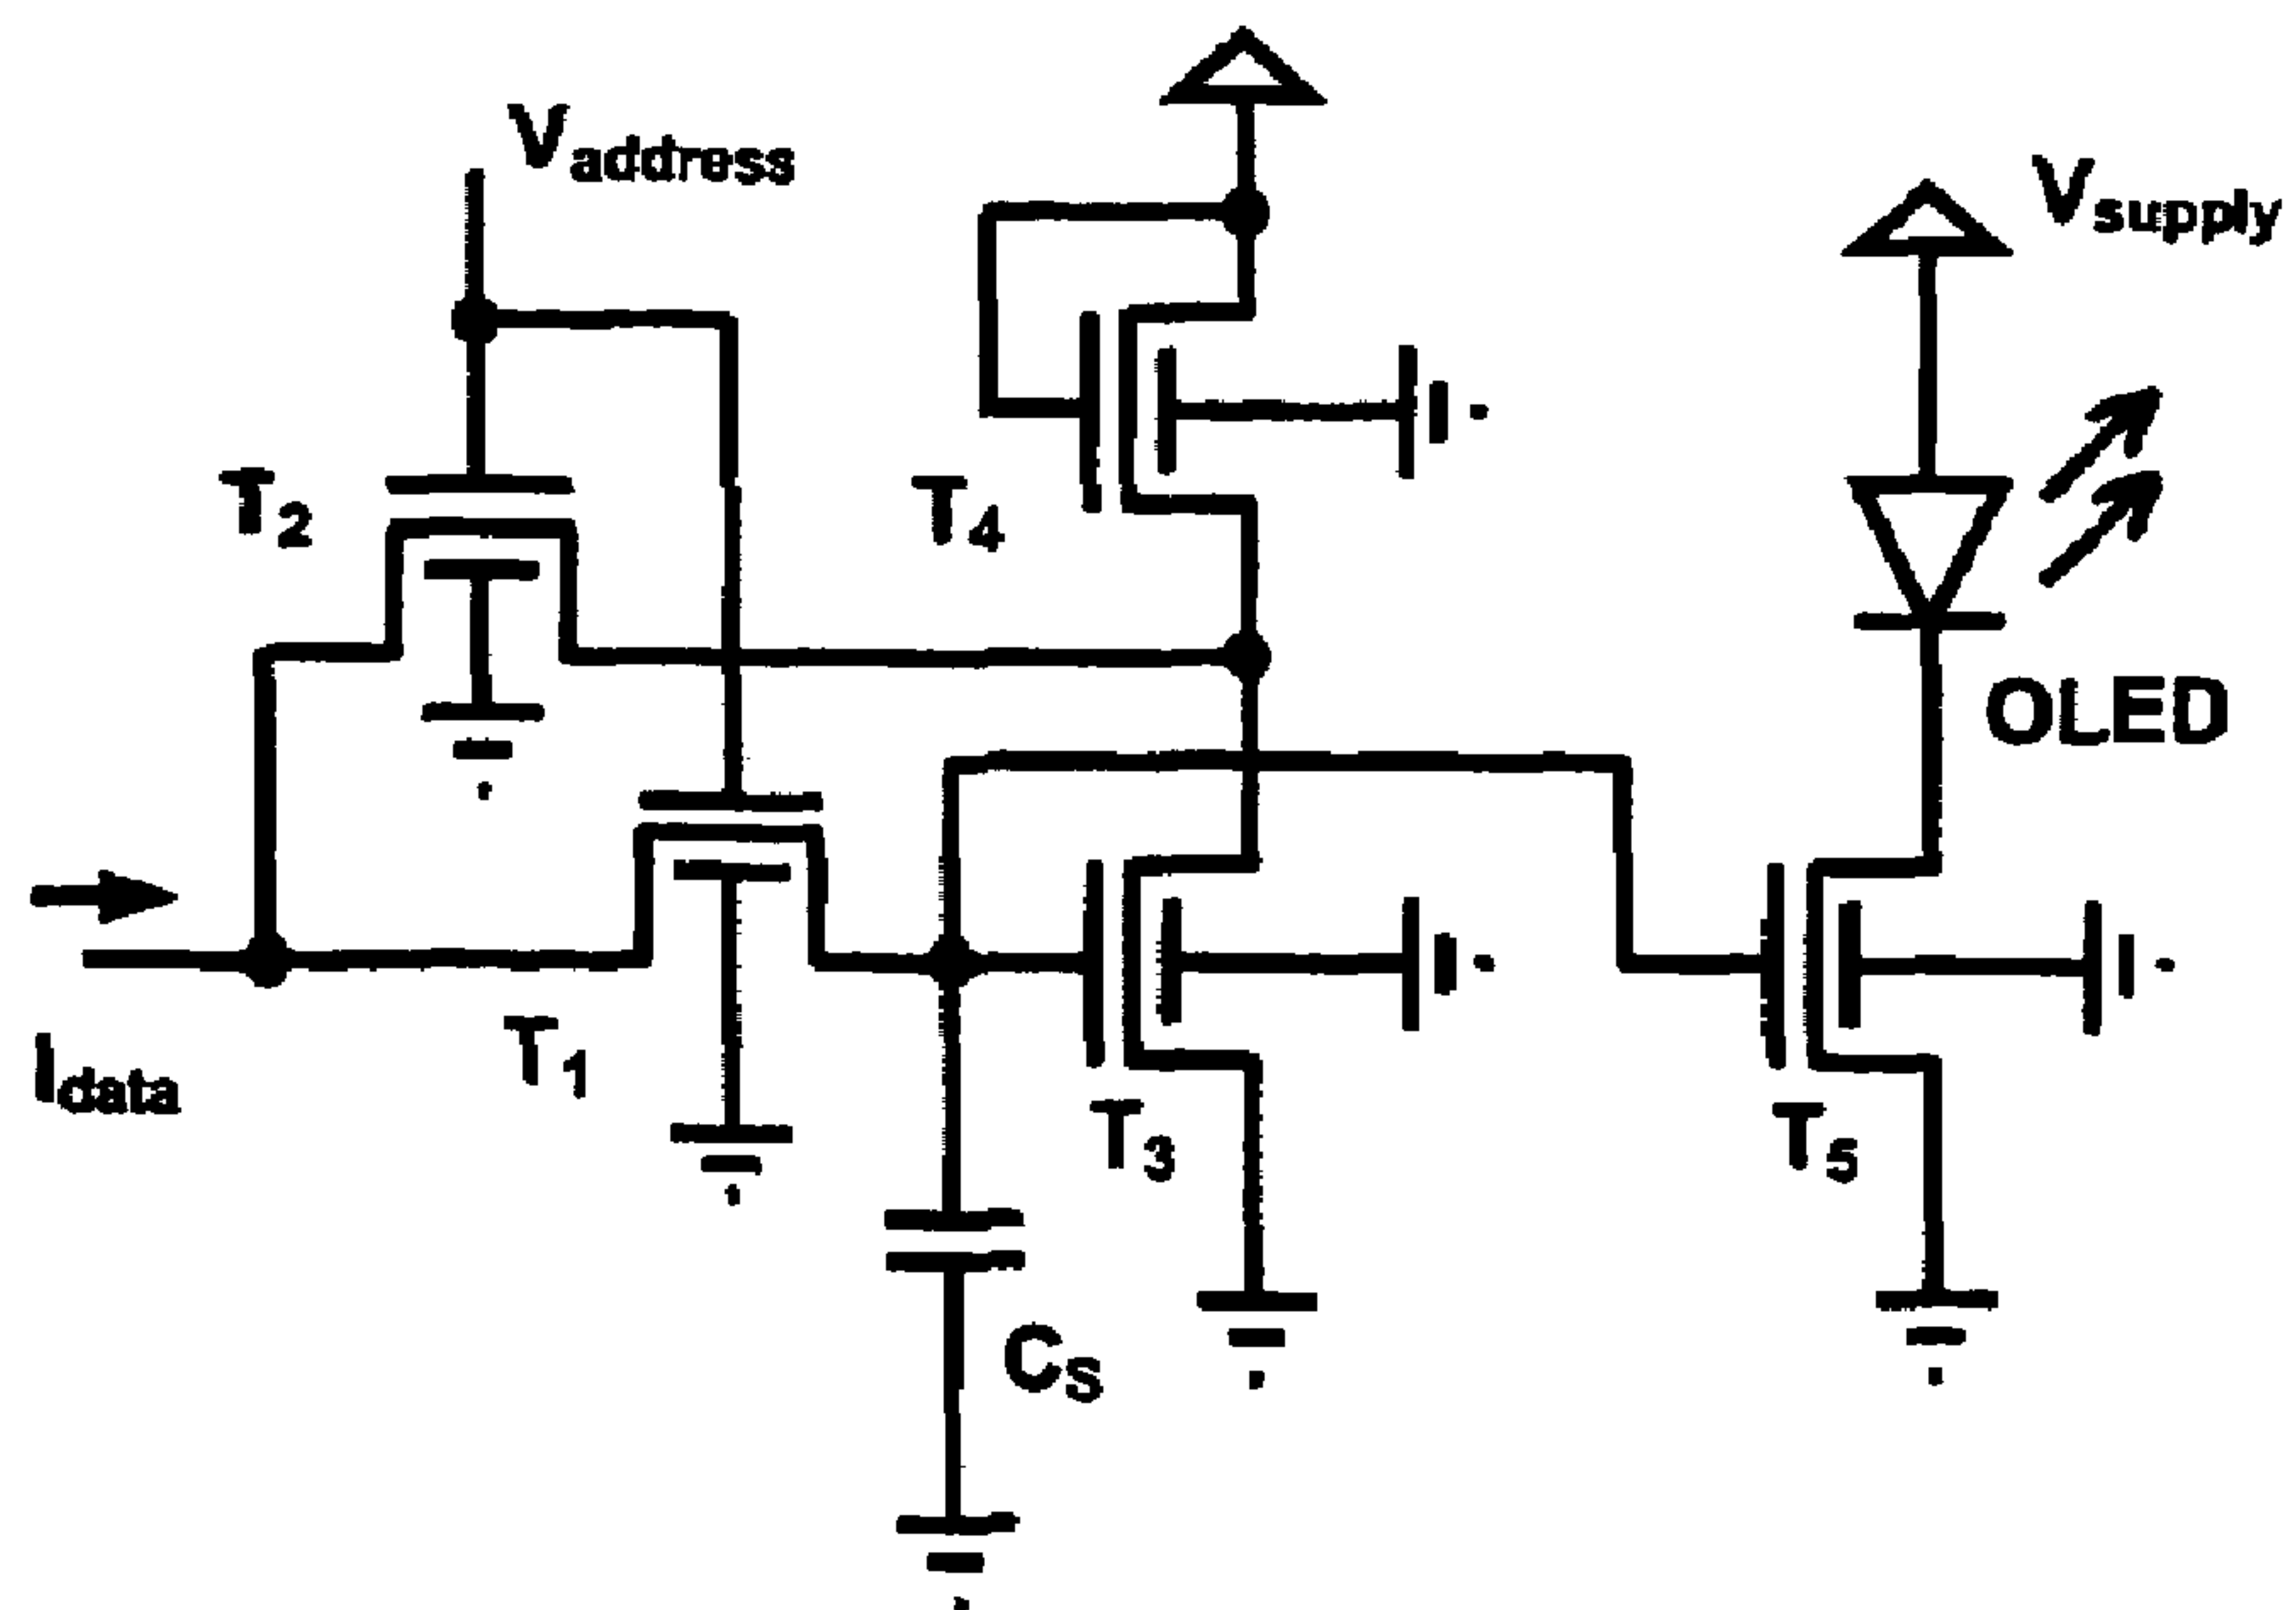 Vaddress
Vsupply
T2
T4
OLED
Idata
T1
T3
T5
Cs